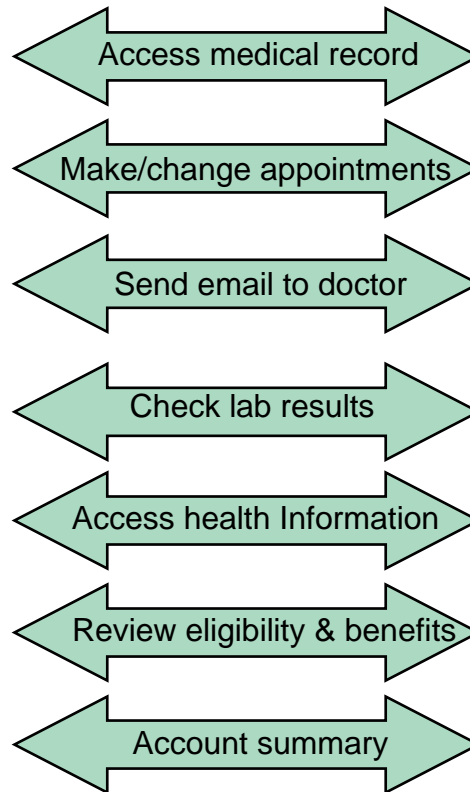 Access medical record
Make/change appointments
Send email to doctor
Check lab results
Access health Information
Review eligibility & benefits
Account summary